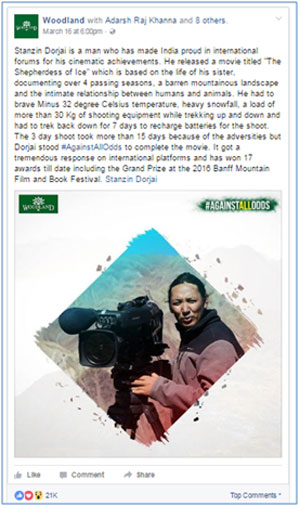 Woodland with Adarsh Raj Khanna and 8 others.
March 16 at 6:00pm ·
Stanzin Dorjai is a man who has made India proud in international
forums for his cinematic achievements. He released a movie titled "The
Shepherdess of Ice" which is based on the life of his sister,
documenting over 4 passing seasons, a barren mountainous landscape
and the intimate relationship between humans and animals. He had to
brave Minus 32 degree Celsius temperature, heavy snowfall, a load of
more than 30 Kg of shooting equipment while trekking up and down and
had to trek back down for 7 days to recharge batteries for the shoot.
The 3 day shoot took more than 15 days because of the adversities but
Dorjai stood #AgainstAllOdds to complete the movie. It got a
tremendous response on international platforms and has won 17
awards till date including the Grand Prize at the 2016 Banff Mountain
Film and Book Festival. Stanzin Dorjai
WOODLAND
#AGAINSTALLODDS
Like Comment Share
21K Top Comments